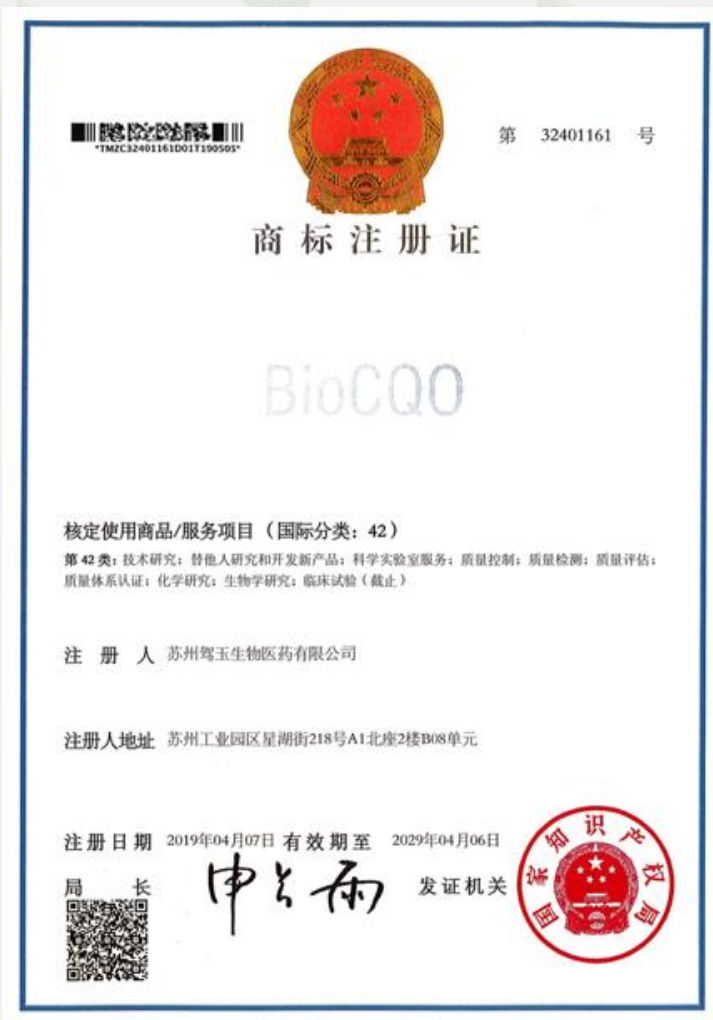 *TMZC32401161D01T190505*
第 32401161 号
商标注册证
BioCQO
核定使用商品/服务项目（国际分类：42）
第 42 类：技术研究；替他人研究和开发新产品；科学实验室服务；质量控制；质量检测；质量评估；
质量体系认证；化学研究；生物学研究；临床试验（截止）
注 册 人 苏州驾玉生物医药有限公司
注册人地址 苏州工业园区星湖街218号A1北座2楼B08单元
注册日期 2019年04月07日 有效期至 2029年04月06日
局 长 申长雨 发证机关
国家知识产权局